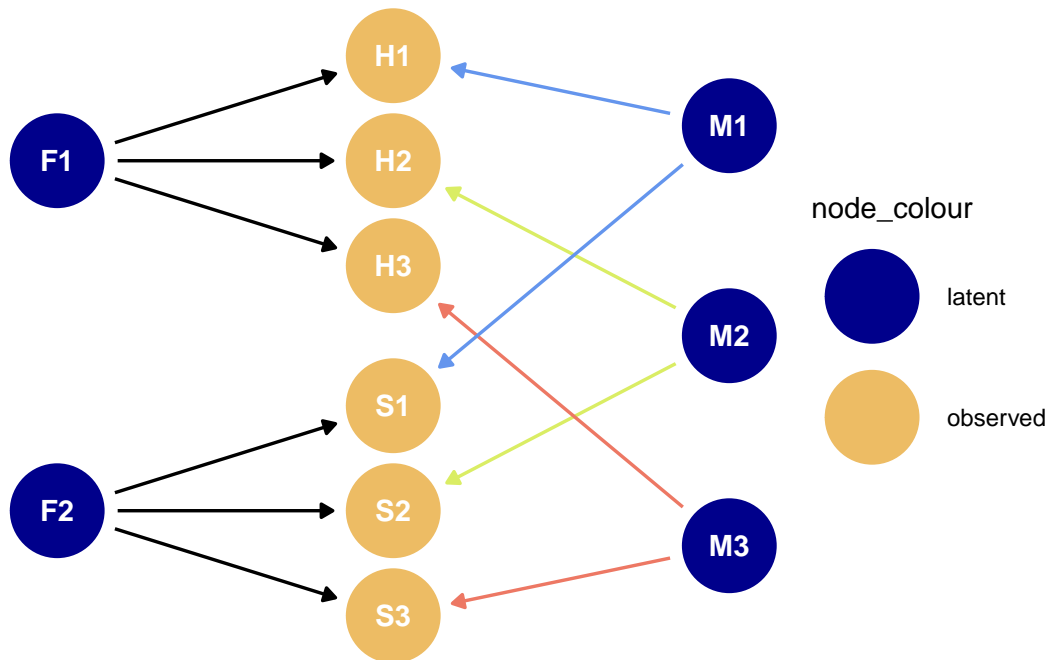 H1
M1
F1
H2
node_colour
H3
latent
M2
S1
observed
F2
S2
M3
S3